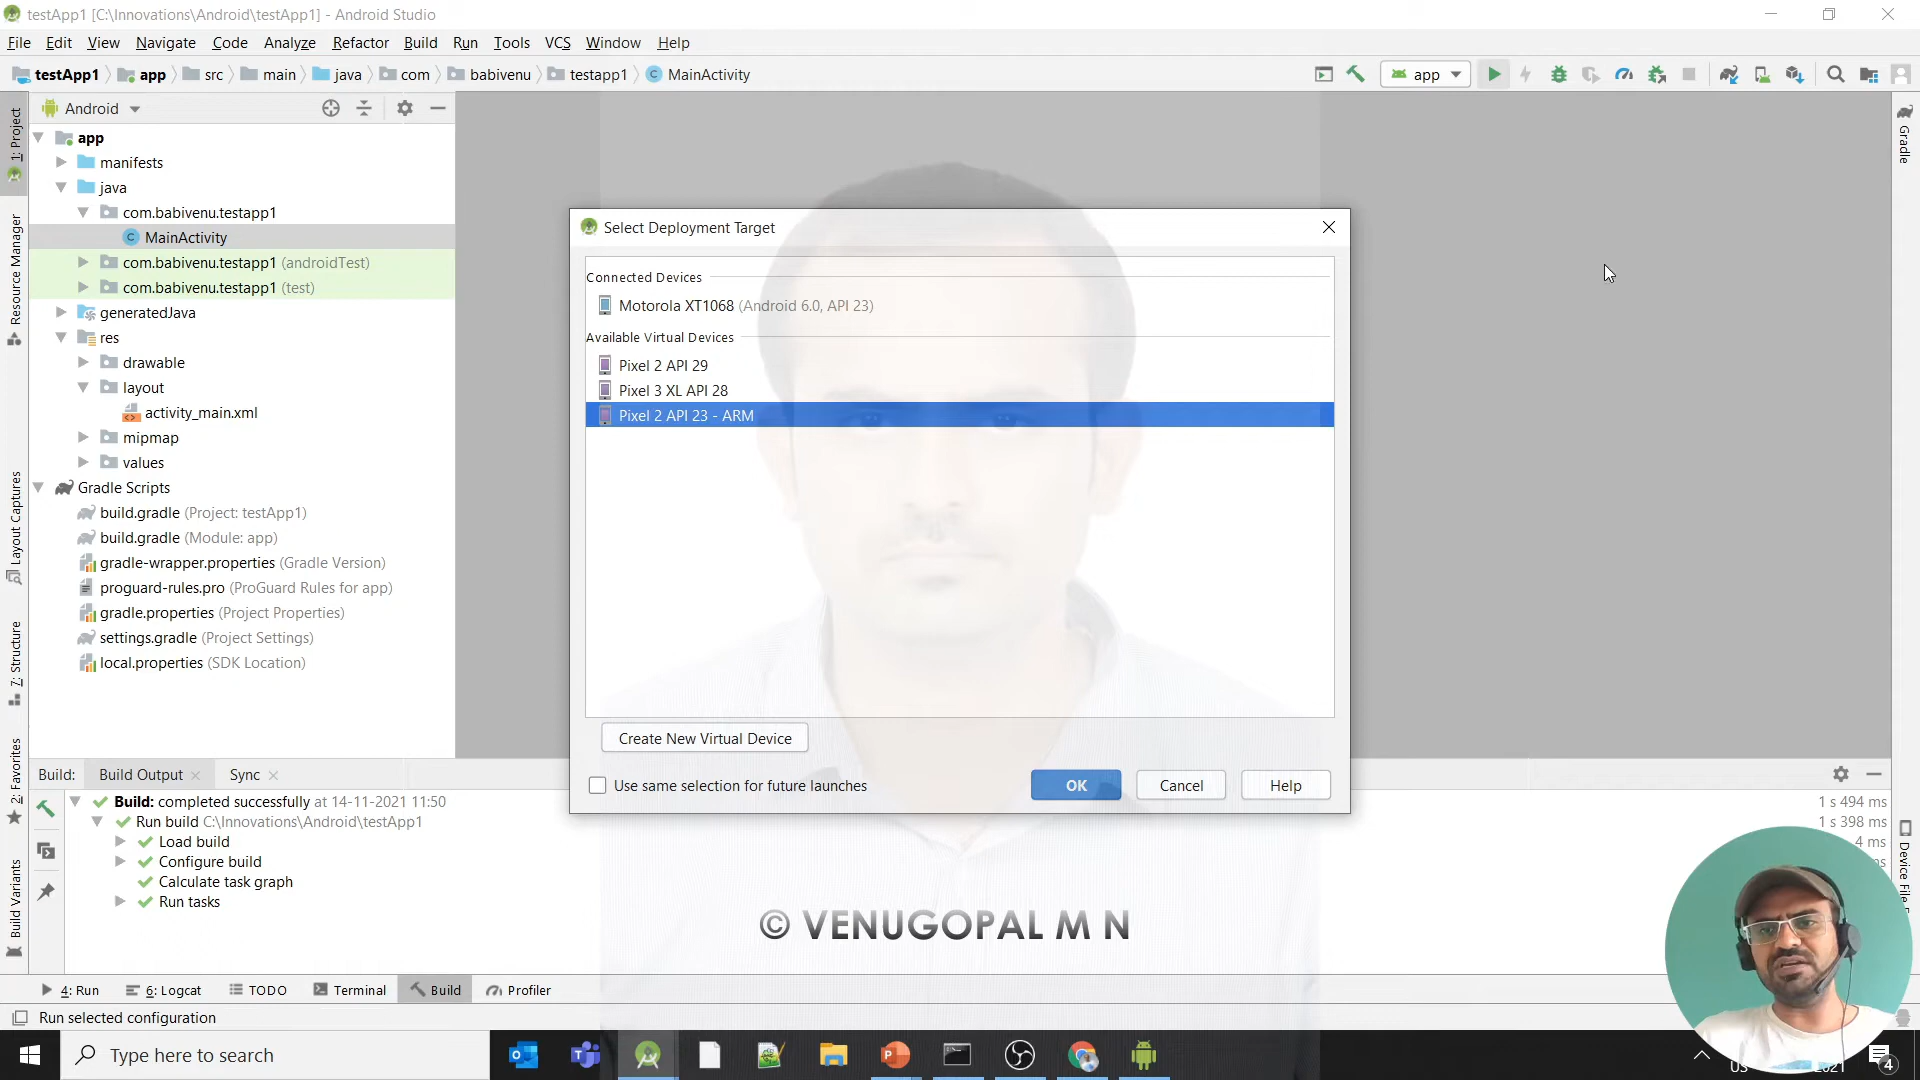 testApp1 [C:\Innovations\Android\testApp1] - Android Studio
File Edit View Navigate Code Analyze Refactor Build Run Tools VCS Window Help
testApp1 app src main java com babivenu testapp1 MainActivity
app
Android
1: Project
Resource Manager
Layout Captures
7: Structure
2: Favorites
Build Variants
app
manifests
java
com.babivenu.testapp1
MainActivity
com.babivenu.testapp1 (androidTest)
com.babivenu.testapp1 (test)
generatedJava
res
drawable
layout
activity_main.xml
mipmap
values
Gradle Scripts
build.gradle (Project: testApp1)
build.gradle (Module: app)
gradle-wrapper.properties (Gradle Version)
proguard-rules.pro (ProGuard Rules for app)
gradle.properties (Project Properties)
settings.gradle (Project Settings)
local.properties (SDK Location)
Select Deployment Target
Connected Devices
Motorola XT1068 (Android 6.0, API 23)
Available Virtual Devices
Pixel 2 API 29
Pixel 3 XL API 28
Pixel 2 API 23 - ARM
Create New Virtual Device
Use same selection for future launches
OK Cancel Help
Gradle
Device File
Build: Build Output Sync
Build: completed successfully at 14-11-2021 11:50
1 s 494 ms
Run build C:\Innovations\Android\testApp1
1 s 398 ms
Load build
4 ms
Configure build
Calculate task graph
Run tasks
© VENUGOPAL M N
4: Run 6: Logcat TODO Terminal Build Profiler
Run selected configuration
Type here to search
4